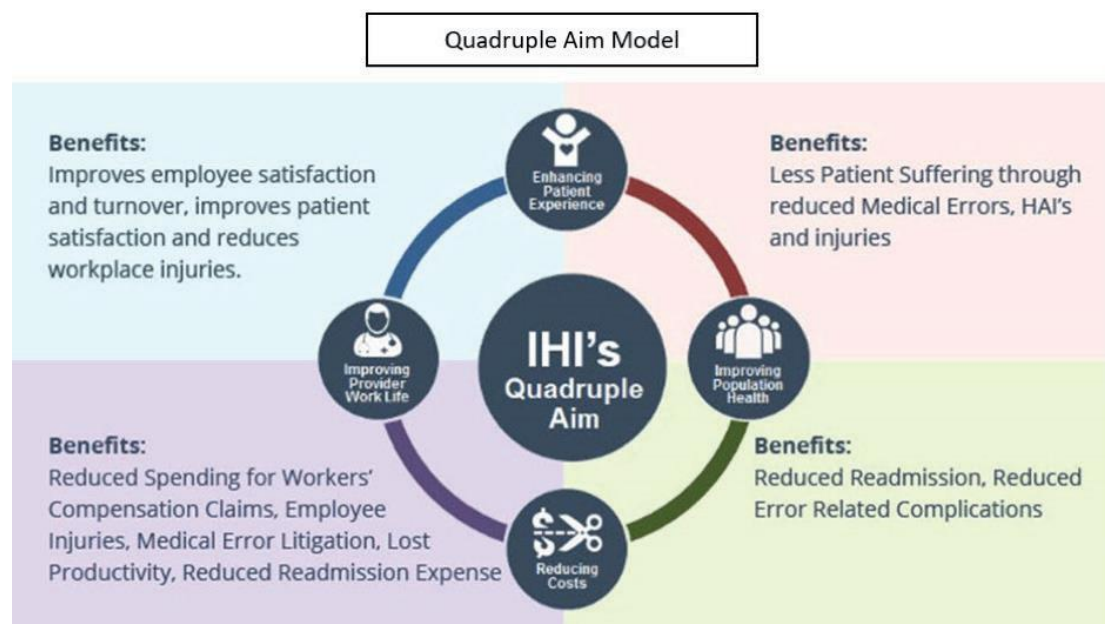 Quadruple Aim Model
Benefits:
Improves employee satisfaction
and turnover, improves patient
satisfaction and reduces
workplace injuries.
Enhancing
Patient
Experience
Benefits:
Less Patient Suffering through
reduced Medical Errors, HAI's
and injuries
Improving
Provider
Work Life
IHI's
Quadruple
Aim
Improving
Population
Health
Benefits:
Reduced Spending for Workers'
Compensation Claims, Employee
Injuries, Medical Error Litigation, Lost
Productivity, Reduced Readmission Expense
Reducing
Costs
Benefits:
Reduced Readmission, Reduced
Error Related Complications